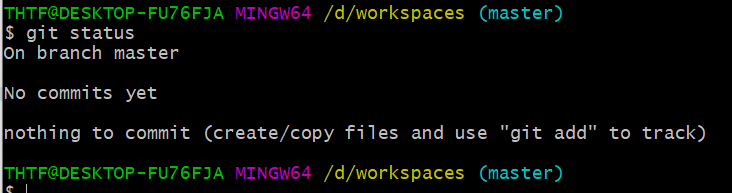 THTF@DESKTOP-FU76FJA MINGW64 /d/workspaces (master)
$ git status
On branch master
No commits yet
nothing to commit (create/copy files and use "git add" to track)
THTF@DESKTOP-FU76FJA MINGW64 /d/workspaces (master)
$